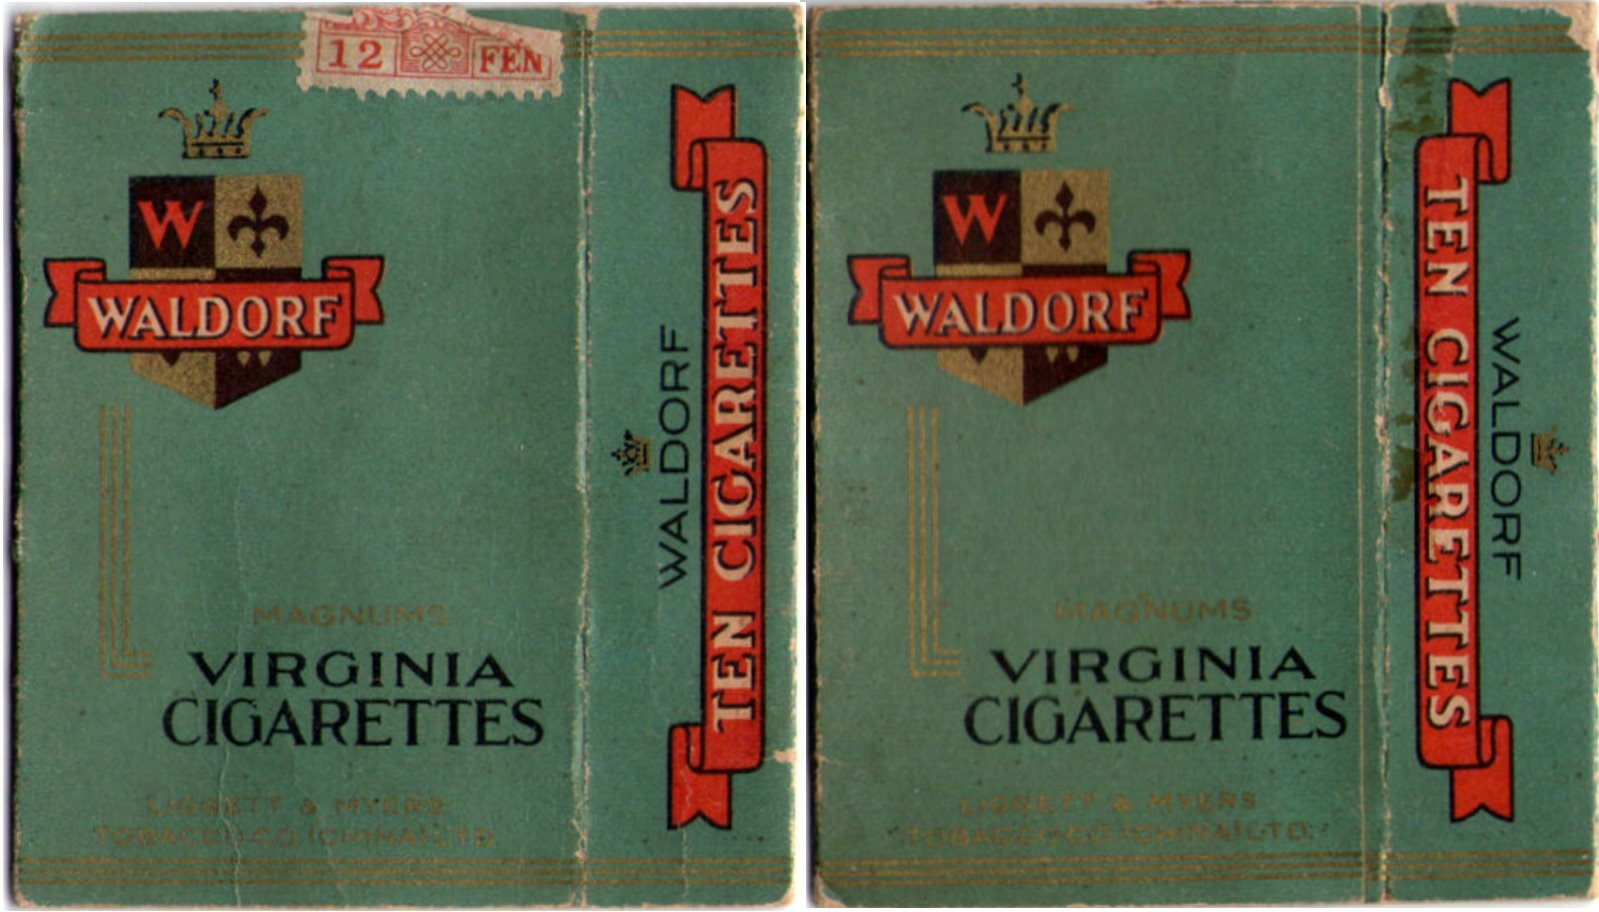 12 FEN
W
WALDORF
W
MAGNUMS
VIRGINIA
CIGARETTES
LIGGETT & MYERS
TOBACCO CO. (CHINA) LTD.
WALDORF
TEN CIGARETTES
W
WALDORF
W
MAGNUMS
VIRGINIA
CIGARETTES
LIGGETT & MYERS
TOBACCO CO. (CHINA) LTD.
TEN CIGARETTES
WALDORF